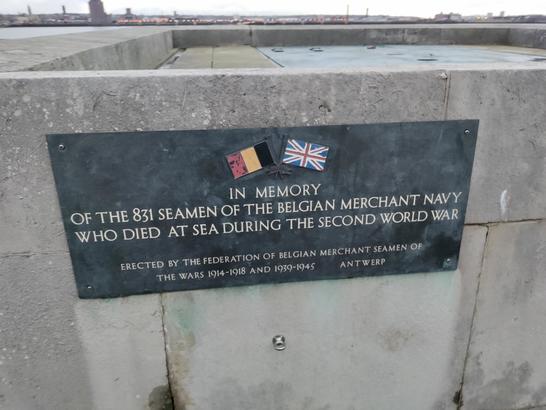 IN MEMORY
OF THE 831 SEAMEN OF THE BELGIAN MERCHANT NAVY
WHO DIED AT SEA DURING THE SECOND WORLD WAR
ERECTED BY THE FEDERATION OF BELGIAN MERCHANT SEAMEN OF
THE WARS 1914-1918 AND 1939-1945 ANTWERP